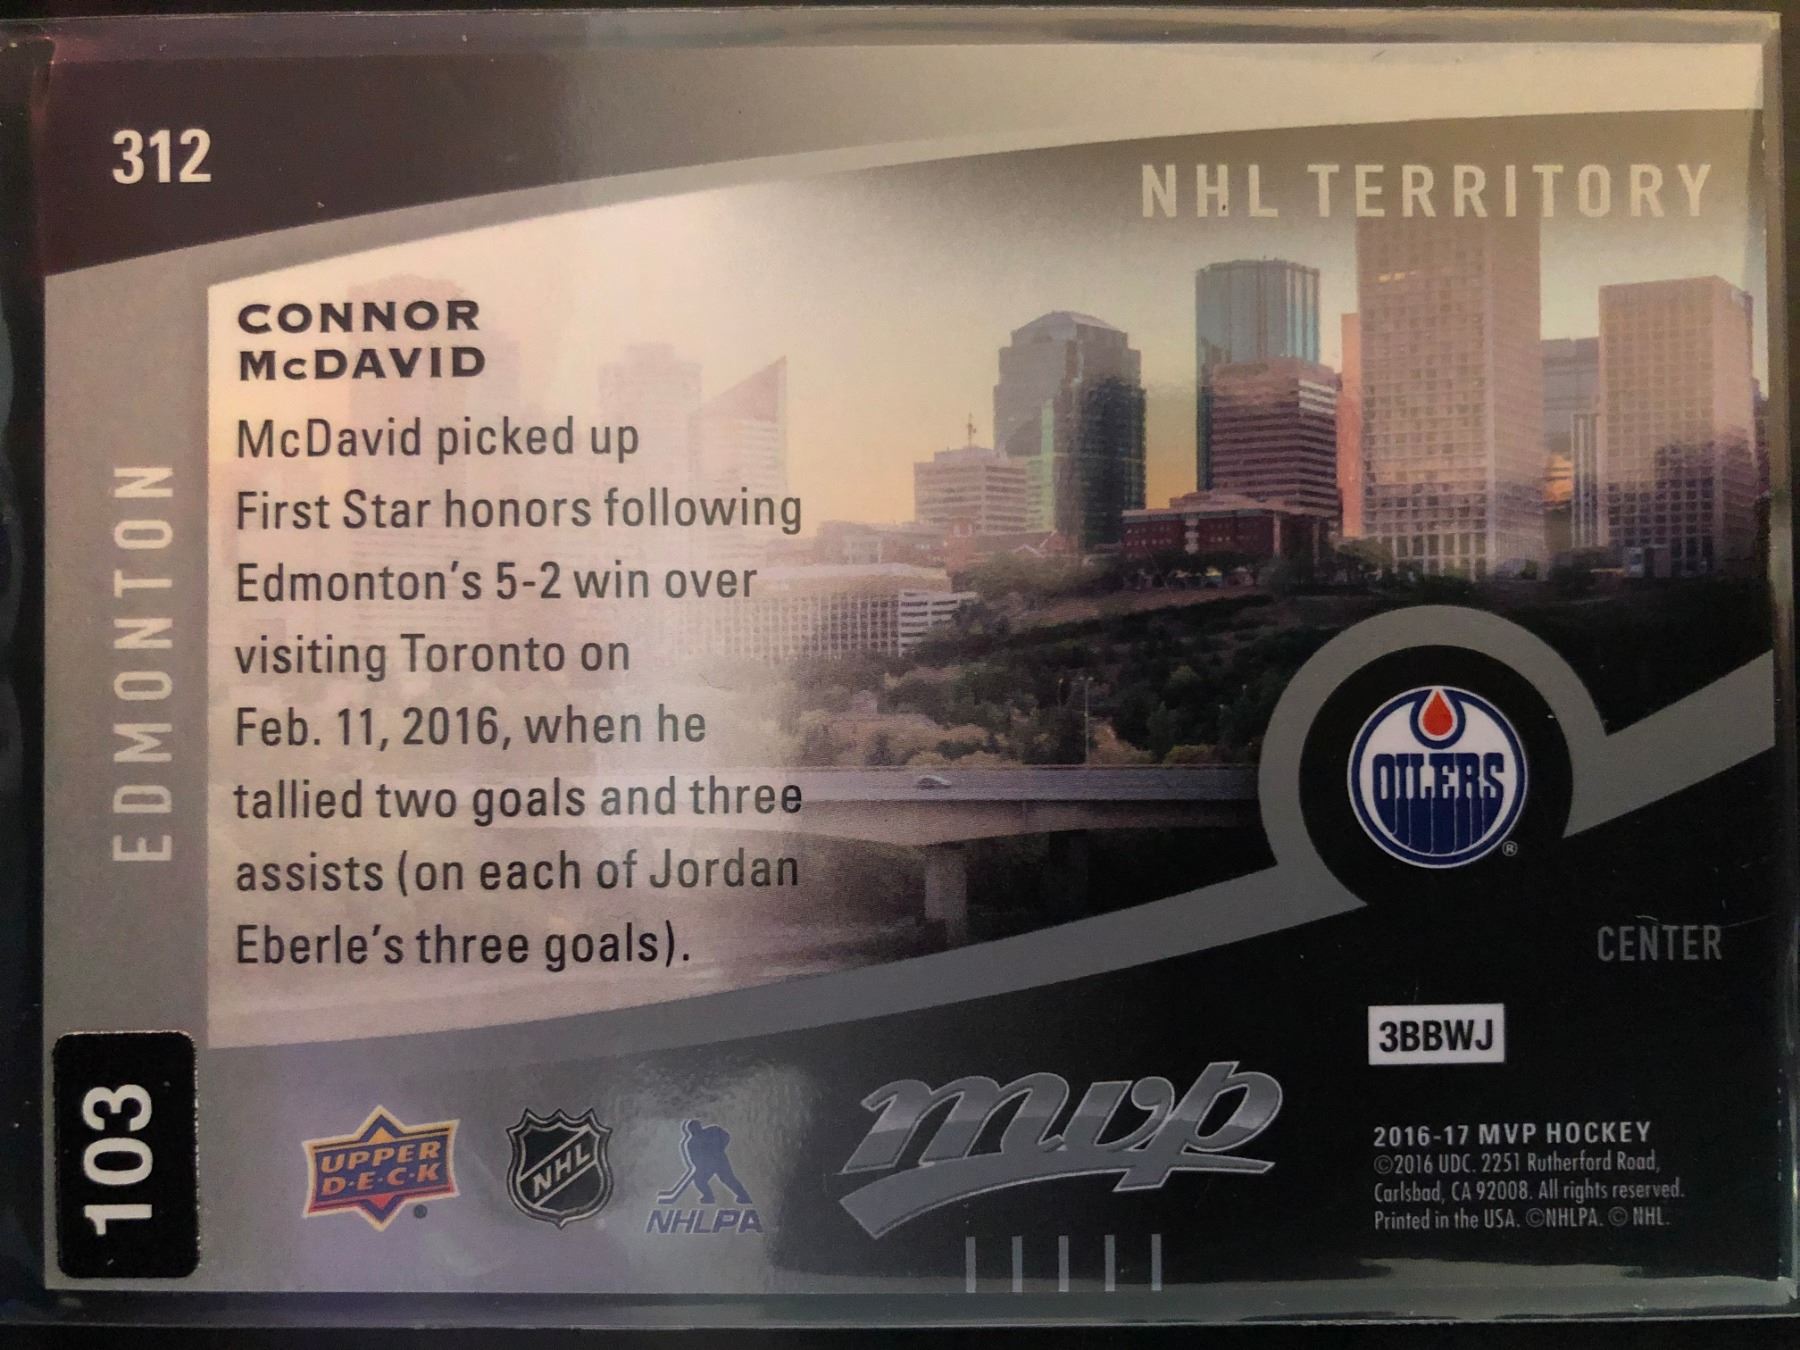 312
NHL TERRITORY
CONNOR
McDAVID
McDavid picked up
First Star honors following
Edmonton's 5-2 win over
visiting Toronto on
Feb. 11, 2016, when he
tallied two goals and three
assists (on each of Jordan
Eberle's three goals).
EDMONTON
OILERS
®
CENTER
3BBWJ
103
UPPER
D·E·C·K
NHL
NHLPA
mvp
2016-17 MVP HOCKEY
©2016 UDC. 2251 Rutherford Road,
Carlsbad, CA 92008. All rights reserved.
Printed in the USA. ©NHLPA. © NHL.